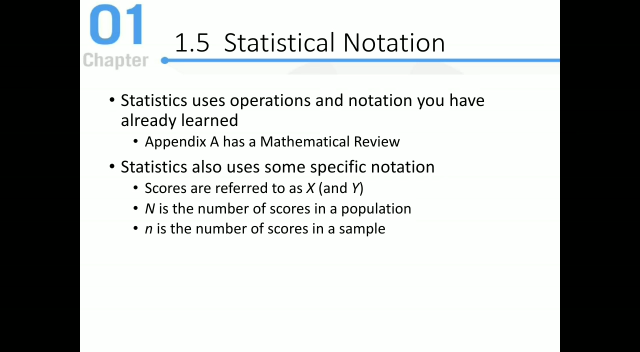 01
Chapter
1.5 Statistical Notation
• Statistics uses operations and notation you have
already learned
• Appendix A has a Mathematical Review
• Statistics also uses some specific notation
• Scores are referred to as X (and Y)
• N is the number of scores in a population
• n is the number of scores in a sample